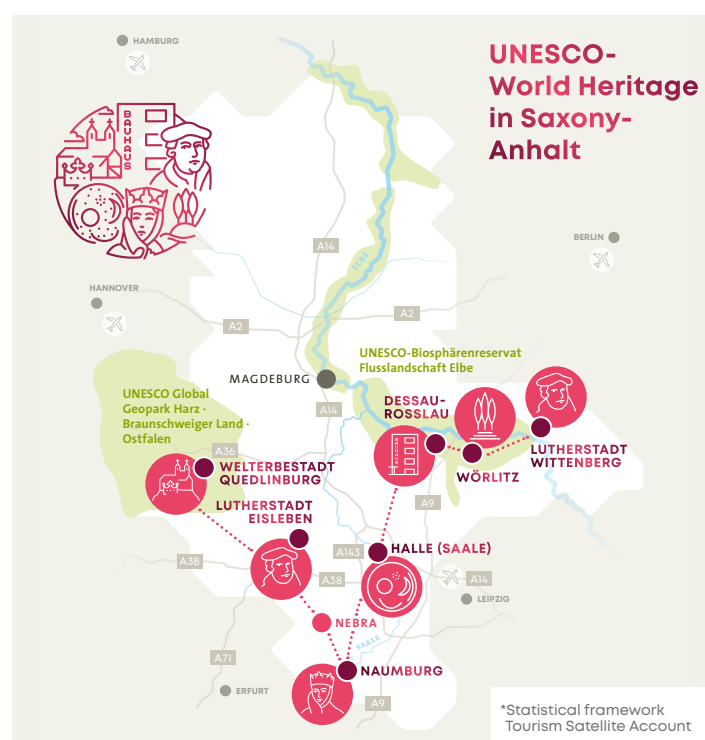 HAMBURG
UNESCO-
World Heritage
in Saxony-
Anhalt
BAUHAUS
BERLIN
A14
ELBE
HANNOVER
A2
A2
UNESCO-Biosphärenreservat
Flusslandschaft Elbe
MAGDEBURG
UNESCO Global
Geopark Harz ·
Braunschweiger Land ·
Ostfalen
A14
DESSAU-
ROSSLAU
A36
LUTHERSTADT
WITTENBERG
WELTERBESTADT
QUEDLINBURG
WÖRLITZ
A9
LUTHERSTADT
EISLEBEN
A143
HALLE (SAALE)
A38
A38
A14
LEIPZIG
NEBRA
SAALE
A71
NAUMBURG
ERFURT
A9
*Statistical framework
Tourism Satellite Account